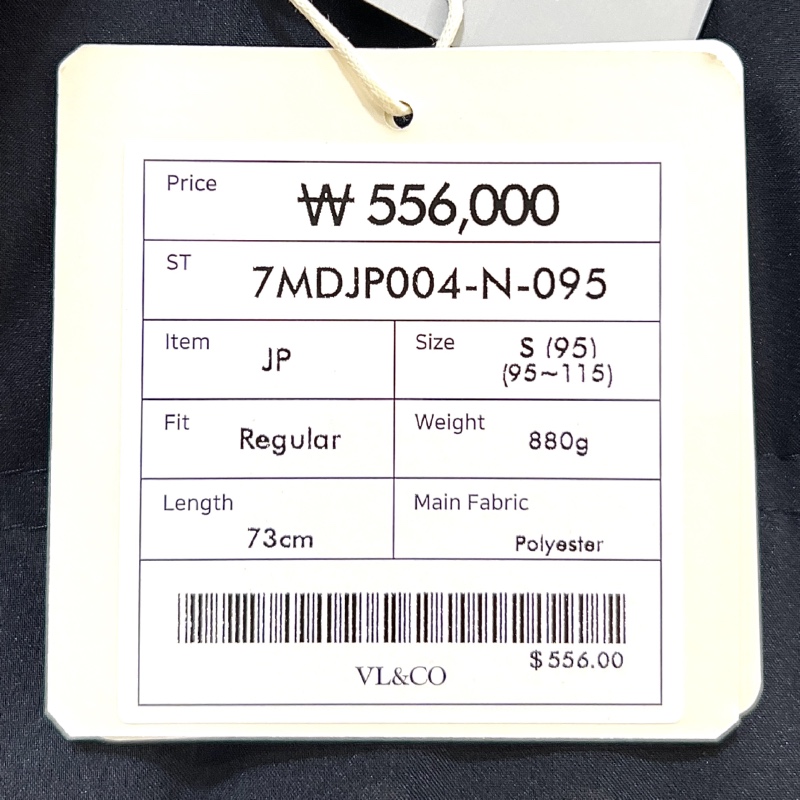 Price ₩ 556,000
ST 7MDJP004-N-095
Item JP
Size S (95)
(95~115)
Fit Regular
Weight 880g
Length 73cm
Main Fabric Polyester
$556.00
VL&CO